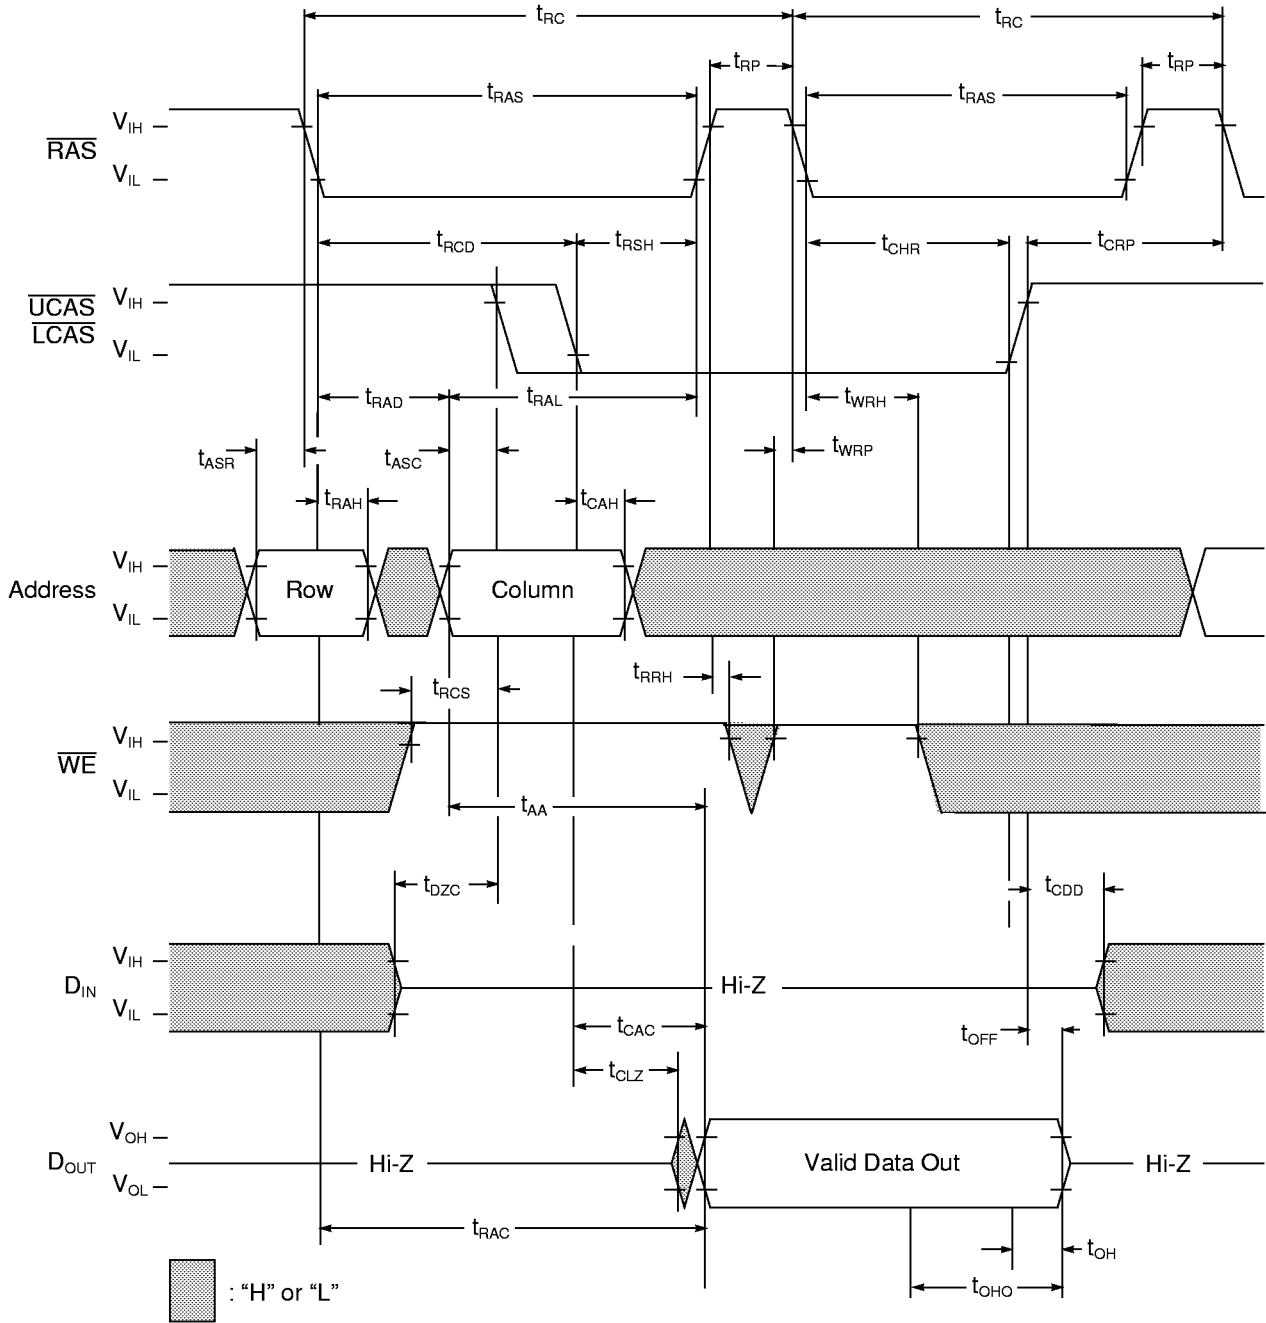 tRC tRC
tRP tRP
tRAS tRAS
VIH
RAS
VIL
tRCD tRSH tCHR tCRP
VIH
UCAS
LCAS
VIL
tRAD tRAL tWRH
tASR tASC tWRP
tRAH tCAH
VIH
Address Row Column
VIL
tRRH
tRCS
VIH
WE
VIL
tAA
tDZC tCDD
VIH
DIN Hi-Z
VIL
tCAC tOFF
tCLZ
VOH
DOUT Hi-Z Valid Data Out Hi-Z
VOL
tRAC
tOH
tOHO
: “H” or “L”